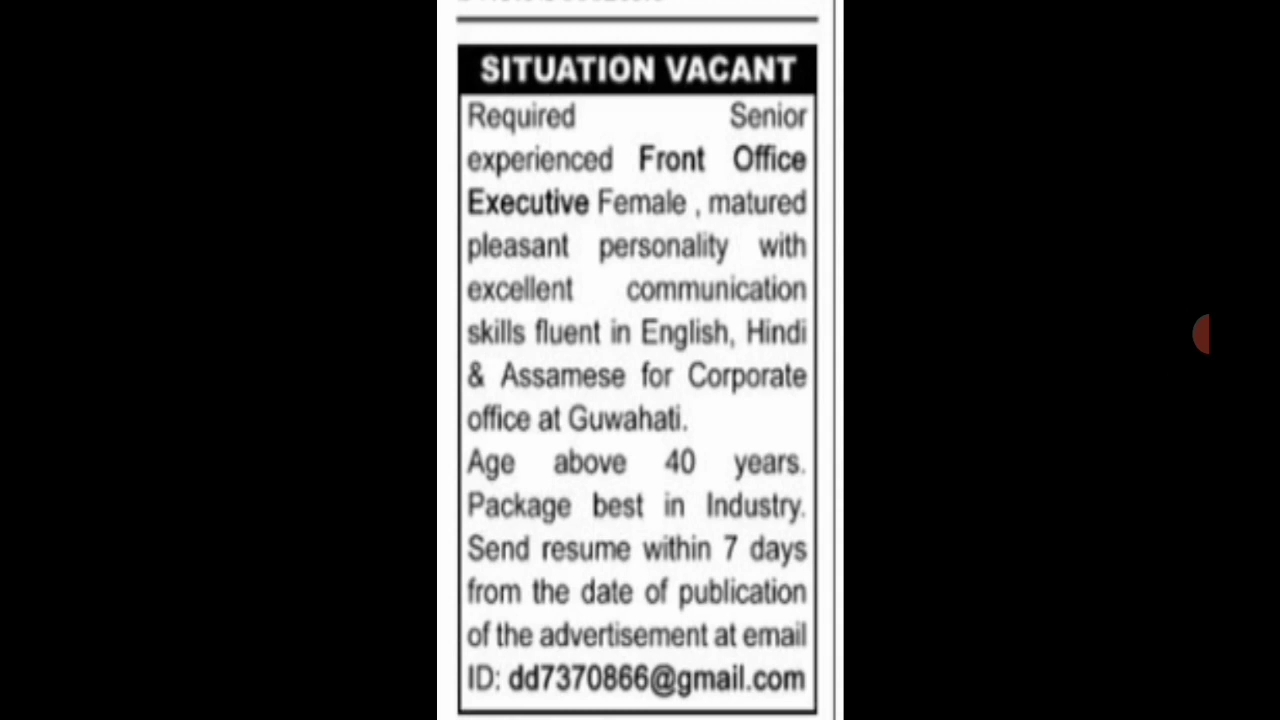 SITUATION VACANT
Required Senior
experienced Front Office
Executive Female , matured
pleasant personality with
excellent communication
skills fluent in English, Hindi
& Assamese for Corporate
office at Guwahati.
Age above 40 years.
Package best in Industry.
Send resume within 7 days
from the date of publication
of the advertisement at email
ID: dd7370866@gmail.com